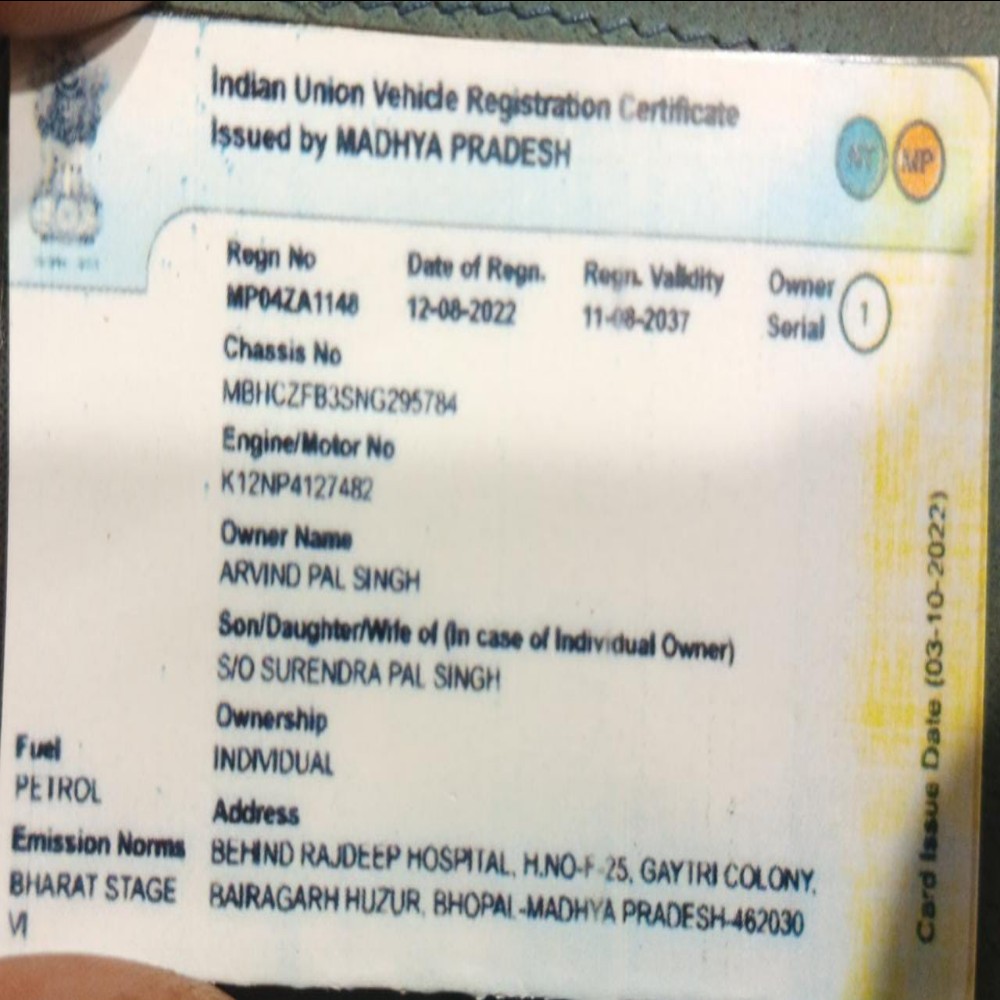 Indian Union Vehicle Registration Certificate
Issued by MADHYA PRADESH
NT MP
Regn No Date of Regn. Regn. Validity Owner Serial 1
MP04ZA1148 12-08-2022 11-08-2037
Chassis No
MBHCZFB3SNG295784
Engine/Motor No
K12NP4127482
Owner Name
ARVIND PAL SINGH
Son/Daughter/Wife of (In case of Individual Owner)
S/O SURENDRA PAL SINGH
Ownership
INDIVIDUAL
Fuel
PETROL
Emission Norms
BHARAT STAGE
VI
Address
BEHIND RAJDEEP HOSPITAL, H.NO-F-25, GAYTRI COLONY,
BAIRAGARH HUZUR, BHOPAL-MADHYA PRADESH-462030
Card Issue Date (03-10-2022)